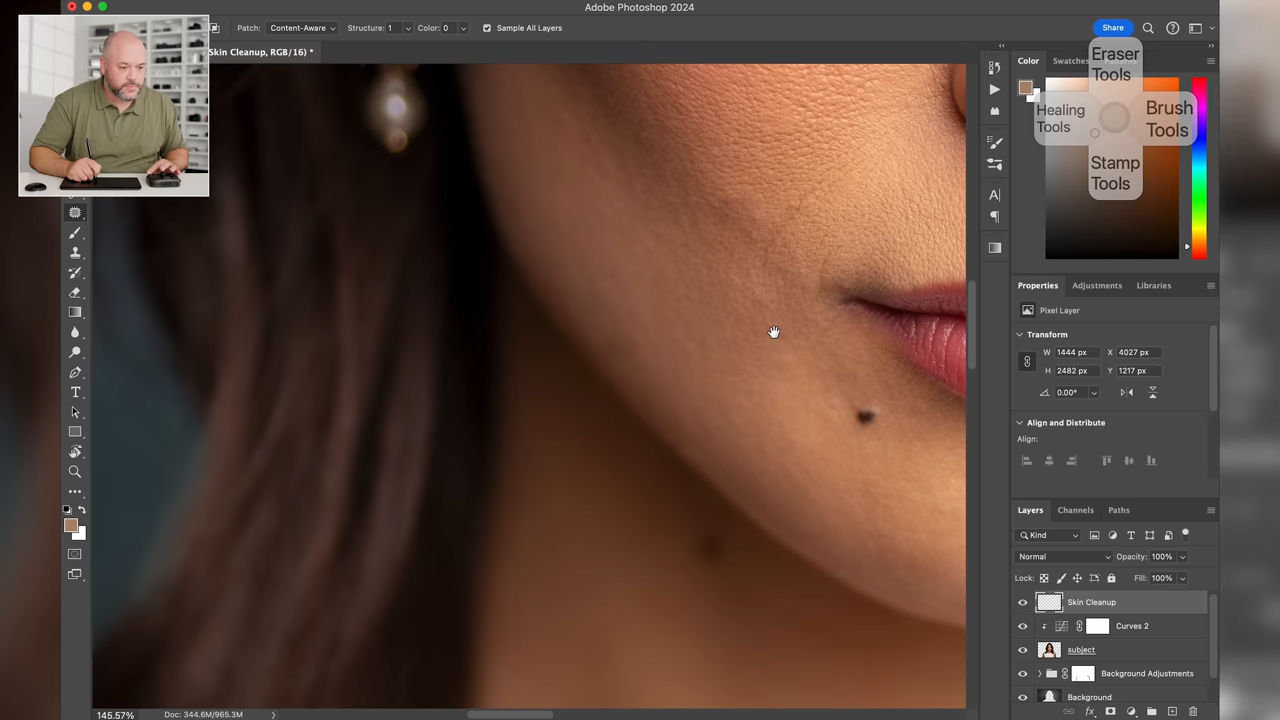 Adobe Photoshop 2024
Patch: Content-Aware Structure: 1 Color: 0 Sample All Layers
Share
Skin Cleanup, RGB/16) *
Color Swatches
Eraser
Tools
Healing
Tools
Brush
Tools
Stamp
Tools
Properties Adjustments Libraries
Pixel Layer
Transform
W 1444 px X 4027 px
H 2482 px Y 1217 px
0.00°
Align and Distribute
Align:
Layers Channels Paths
Kind
Normal Opacity: 100%
Lock: Fill: 100%
Skin Cleanup
Curves 2
subject
Background Adjustments
Background
145.57% Doc: 344.6M/965.3M